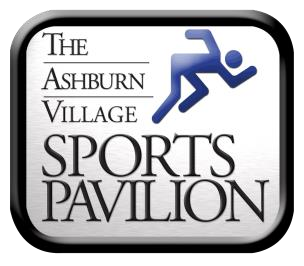 THE
ASHBURN
VILLAGE
SPORTS
PAVILION